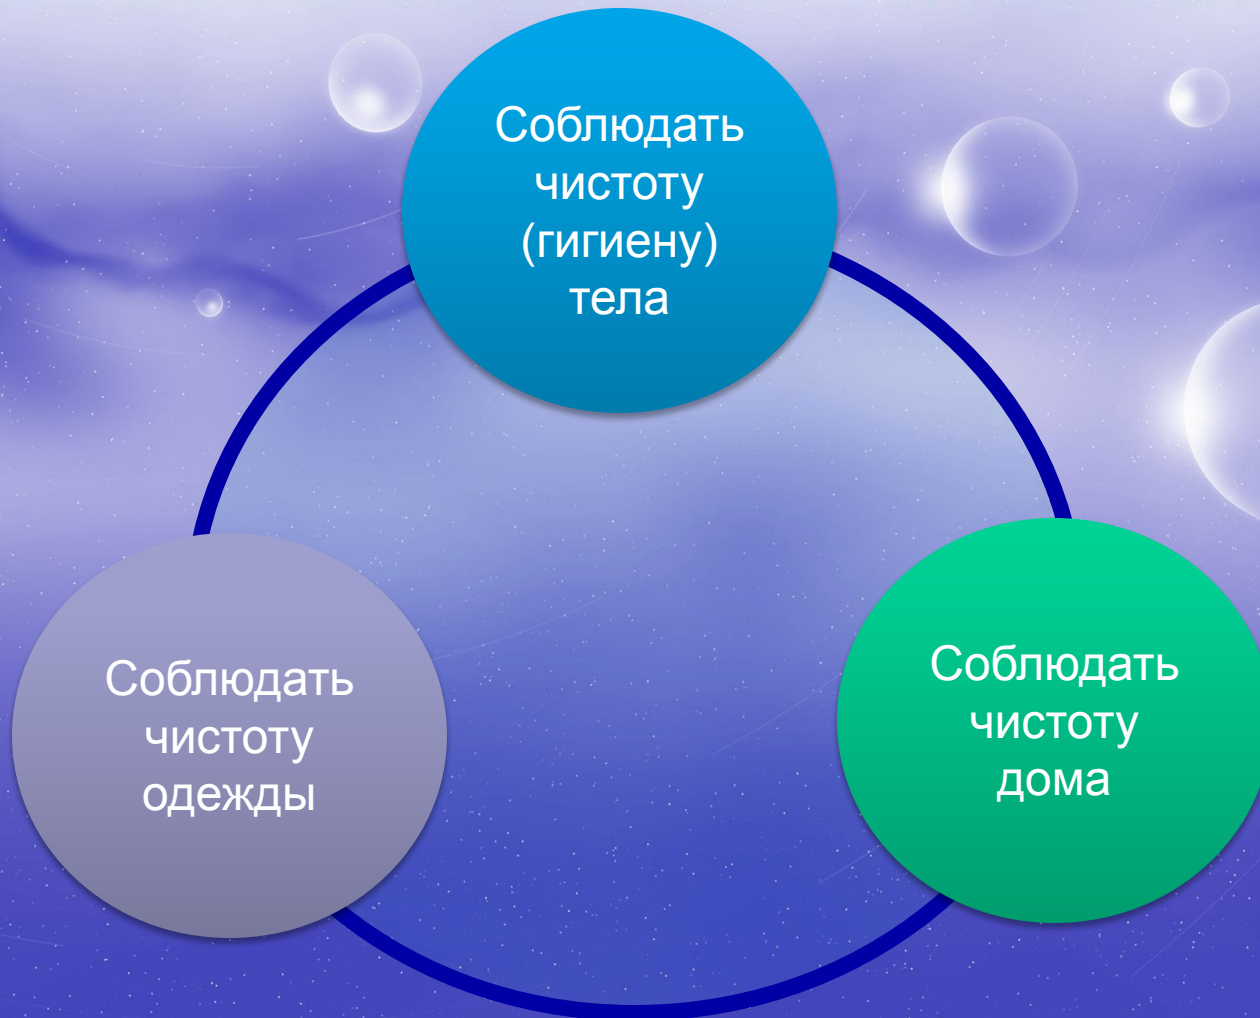 Соблюдать
чистоту
(гигиену)
тела
Соблюдать
чистоту
одежды
Соблюдать
чистоту
дома